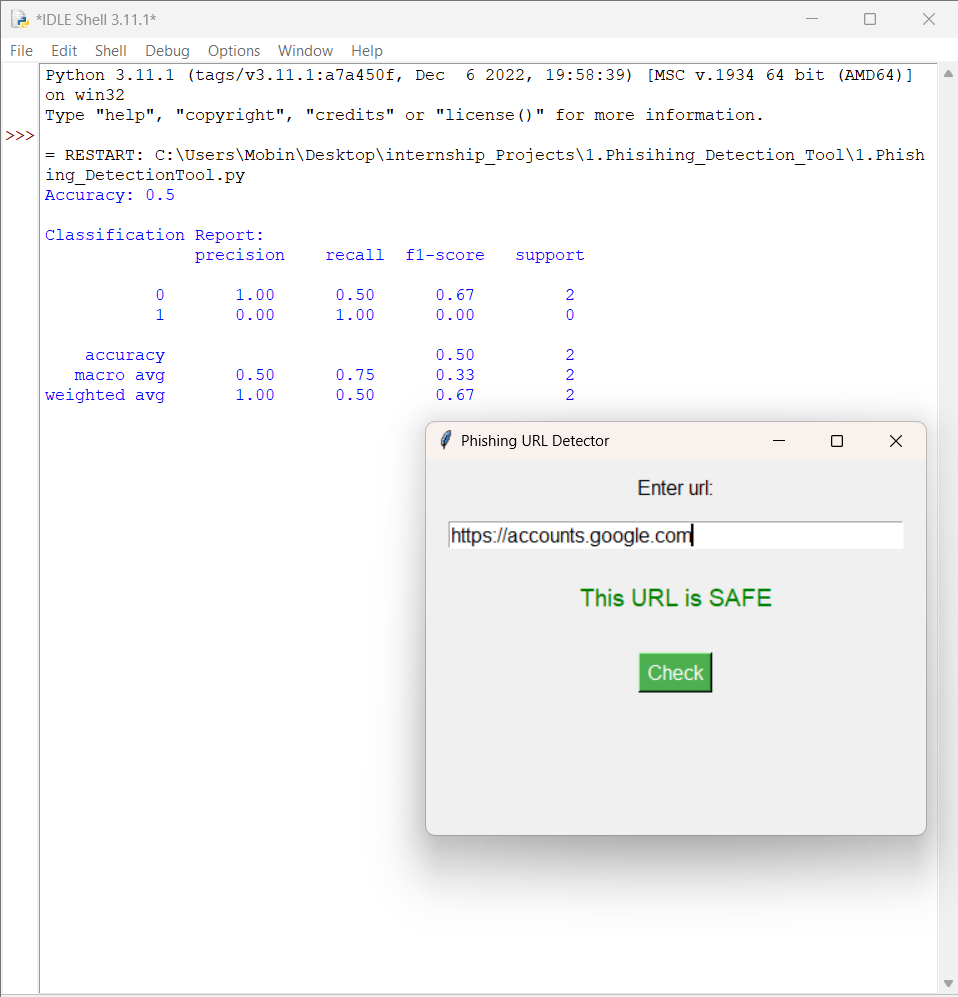 *IDLE Shell 3.11.1*
File Edit Shell Debug Options Window Help
Python 3.11.1 (tags/v3.11.1:a7a450f, Dec  6 2022, 19:58:39) [MSC v.1934 64 bit (AMD64)]
on win32
Type "help", "copyright", "credits" or "license()" for more information.
>>>
= RESTART: C:\Users\Mobin\Desktop\internship_Projects\1.Phisihing_Detection_Tool\1.Phish
ing_DetectionTool.py
Accuracy: 0.5
Classification Report:
precision recall f1-score support
0 1.00 0.50 0.67 2
1 0.00 1.00 0.00 0
accuracy 0.50 2
macro avg 0.50 0.75 0.33 2
weighted avg 1.00 0.50 0.67 2
Phishing URL Detector
Enter url:
https://accounts.google.com
This URL is SAFE
Check